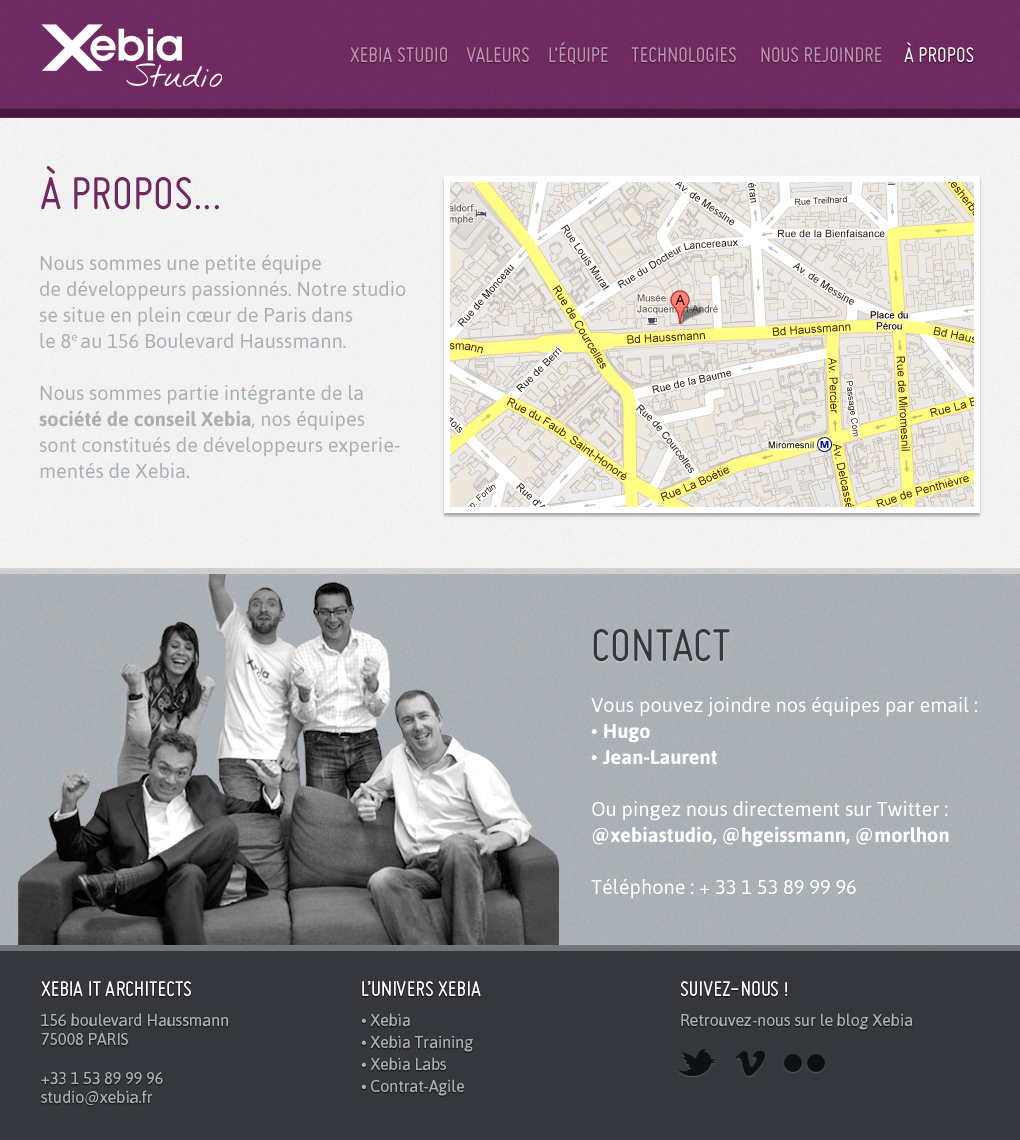 Xebia
Studio
XEBIA STUDIO VALEURS L'ÉQUIPE TECHNOLOGIES NOUS REJOINDRE À PROPOS
À PROPOS...
Nous sommes une petite équipe
de développeurs passionnés. Notre studio
se situe en plein cœur de Paris dans
le 8e au 156 Boulevard Haussmann.
Nous sommes partie intégrante de la
société de conseil Xebia, nos équipes
sont constitués de développeurs experie-
mentés de Xebia.
Av. de Messine
Rue Treilhard
Rue de la Bienfaisance
Rue Louis Murat
Rue du Docteur Lancereaux
Rue de Monceau
Av. de Messine
Rue de Courcelles
Musée
A
Place du
Pérou
Bd Haussmann
Bd Haussmann
Rue de Berri
Rue de la Baume
Av. Percier
Passage Com
Rue de Miromesnil
Rue du Faub. Saint-Honoré
Rue de Courcelles
Rue La B
Miromesnil M
Av. Delcassé
Rue La Boétie
Rue de Penthièvre
CONTACT
Vous pouvez joindre nos équipes par email :
• Hugo
• Jean-Laurent
Ou pingez nous directement sur Twitter :
@xebiastudio, @hgeissmann, @morlhon
Téléphone : + 33 1 53 89 99 96
XEBIA IT ARCHITECTS
156 boulevard Haussmann
75008 PARIS
+33 1 53 89 99 96
studio@xebia.fr
L'UNIVERS XEBIA
• Xebia
• Xebia Training
• Xebia Labs
• Contrat-Agile
SUIVEZ-NOUS !
Retrouvez-nous sur le blog Xebia